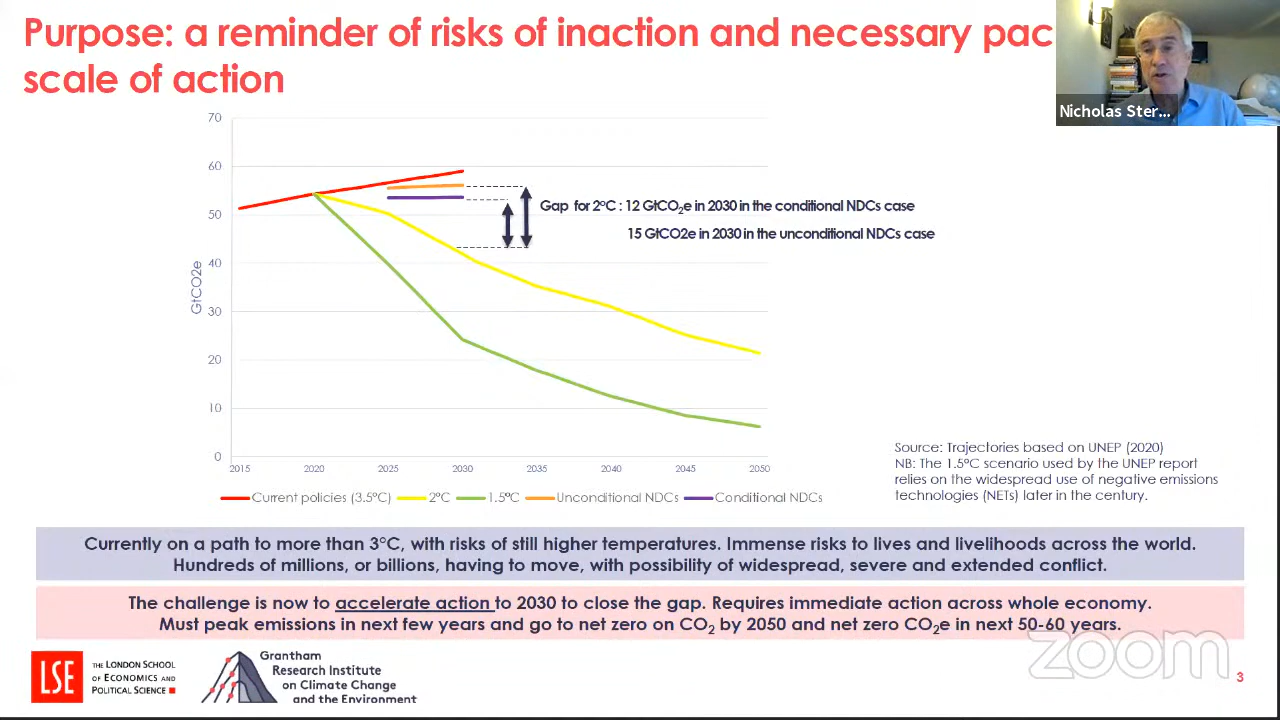 Purpose: a reminder of risks of inaction and necessary pac
scale of action
Nicholas Ster...
70
60
50
40
30
20
10
0
GtCO2e
2015 2020 2025 2030 2035 2040 2045 2050
Gap for 2°C : 12 GtCO₂e in 2030 in the conditional NDCs case
15 GtCO2e in 2030 in the unconditional NDCs case
Current policies (3.5°C) 2°C 1.5°C Unconditional NDCs Conditional NDCs
Source: Trajectories based on UNEP (2020)
NB: The 1.5°C scenario used by the UNEP report
relies on the widespread use of negative emissions
technologies (NETs) later in the century.
Currently on a path to more than 3°C, with risks of still higher temperatures. Immense risks to lives and livelihoods across the world.
Hundreds of millions, or billions, having to move, with possibility of widespread, severe and extended conflict.
The challenge is now to accelerate action to 2030 to close the gap. Requires immediate action across whole economy.
Must peak emissions in next few years and go to net zero on CO₂ by 2050 and net zero CO₂e in next 50-60 years.
LSE
THE LONDON SCHOOL
OF ECONOMICS AND
POLITICAL SCIENCE
Grantham
Research Institute
on Climate Change
and the Environment
zoom
3